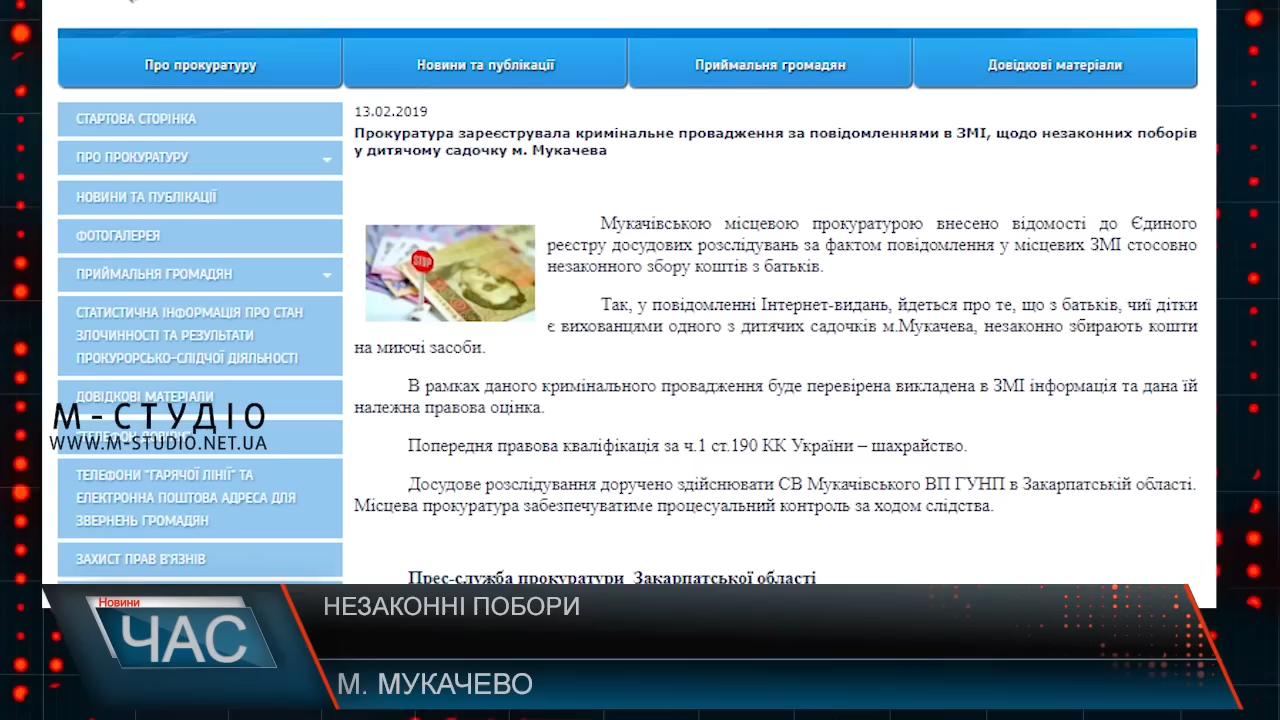 Про прокуратуру
Новини та публікації
Приймальня громадян
Довідкові матеріали
СТАРТОВА СТОРІНКА
ПРО ПРОКУРАТУРУ
НОВИНИ ТА ПУБЛІКАЦІЇ
ФОТОГАЛЕРЕЯ
ПРИЙМАЛЬНЯ ГРОМАДЯН
СТАТИСТИЧНА ІНФОРМАЦІЯ ПРО СТАН
ЗЛОЧИННОСТІ ТА РЕЗУЛЬТАТИ
ПРОКУРОРСЬКО-СЛІДЧОЇ ДІЯЛЬНОСТІ
ДОВІДКОВІ МАТЕРІАЛИ
"ТЕЛЕФОН ДОВІРИ"
ТЕЛЕФОНИ "ГАРЯЧОЇ ЛІНІЇ" ТА
ЕЛЕКТРОННА ПОШТОВА АДРЕСА ДЛЯ
ЗВЕРНЕНЬ ГРОМАДЯН
ЗАХИСТ ПРАВ В'ЯЗНІВ
М-СТУДІО
WWW.M-STUDIO.NET.UA
13.02.2019
Прокуратура зареєструвала кримінальне провадження за повідомленнями в ЗМІ, щодо незаконних поборів
у дитячому садочку м. Мукачева
STOP
Мукачівською місцевою прокуратурою внесено відомості до Єдиного
реєстру досудових розслідувань за фактом повідомлення у місцевих ЗМІ стосовно
незаконного збору коштів з батьків.
Так, у повідомленні Інтернет-видань, йдеться про те, що з батьків, чиї дітки
є вихованцями одного з дитячих садочків м.Мукачева, незаконно збирають кошти
на миючі засоби.
В рамках даного кримінального провадження буде перевірена викладена в ЗМІ інформація та дана їй
належна правова оцінка.
Попередня правова кваліфікація за ч.1 ст.190 КК України – шахрайство.
Досудове розслідування доручено здійснювати СВ Мукачівського ВП ГУНП в Закарпатській області.
Місцева прокуратура забезпечуватиме процесуальний контроль за ходом слідства.
Прес-служба прокуратури Закарпатської області
Новини
ЧАС
НЕЗАКОННІ ПОБОРИ
М. МУКАЧЕВО